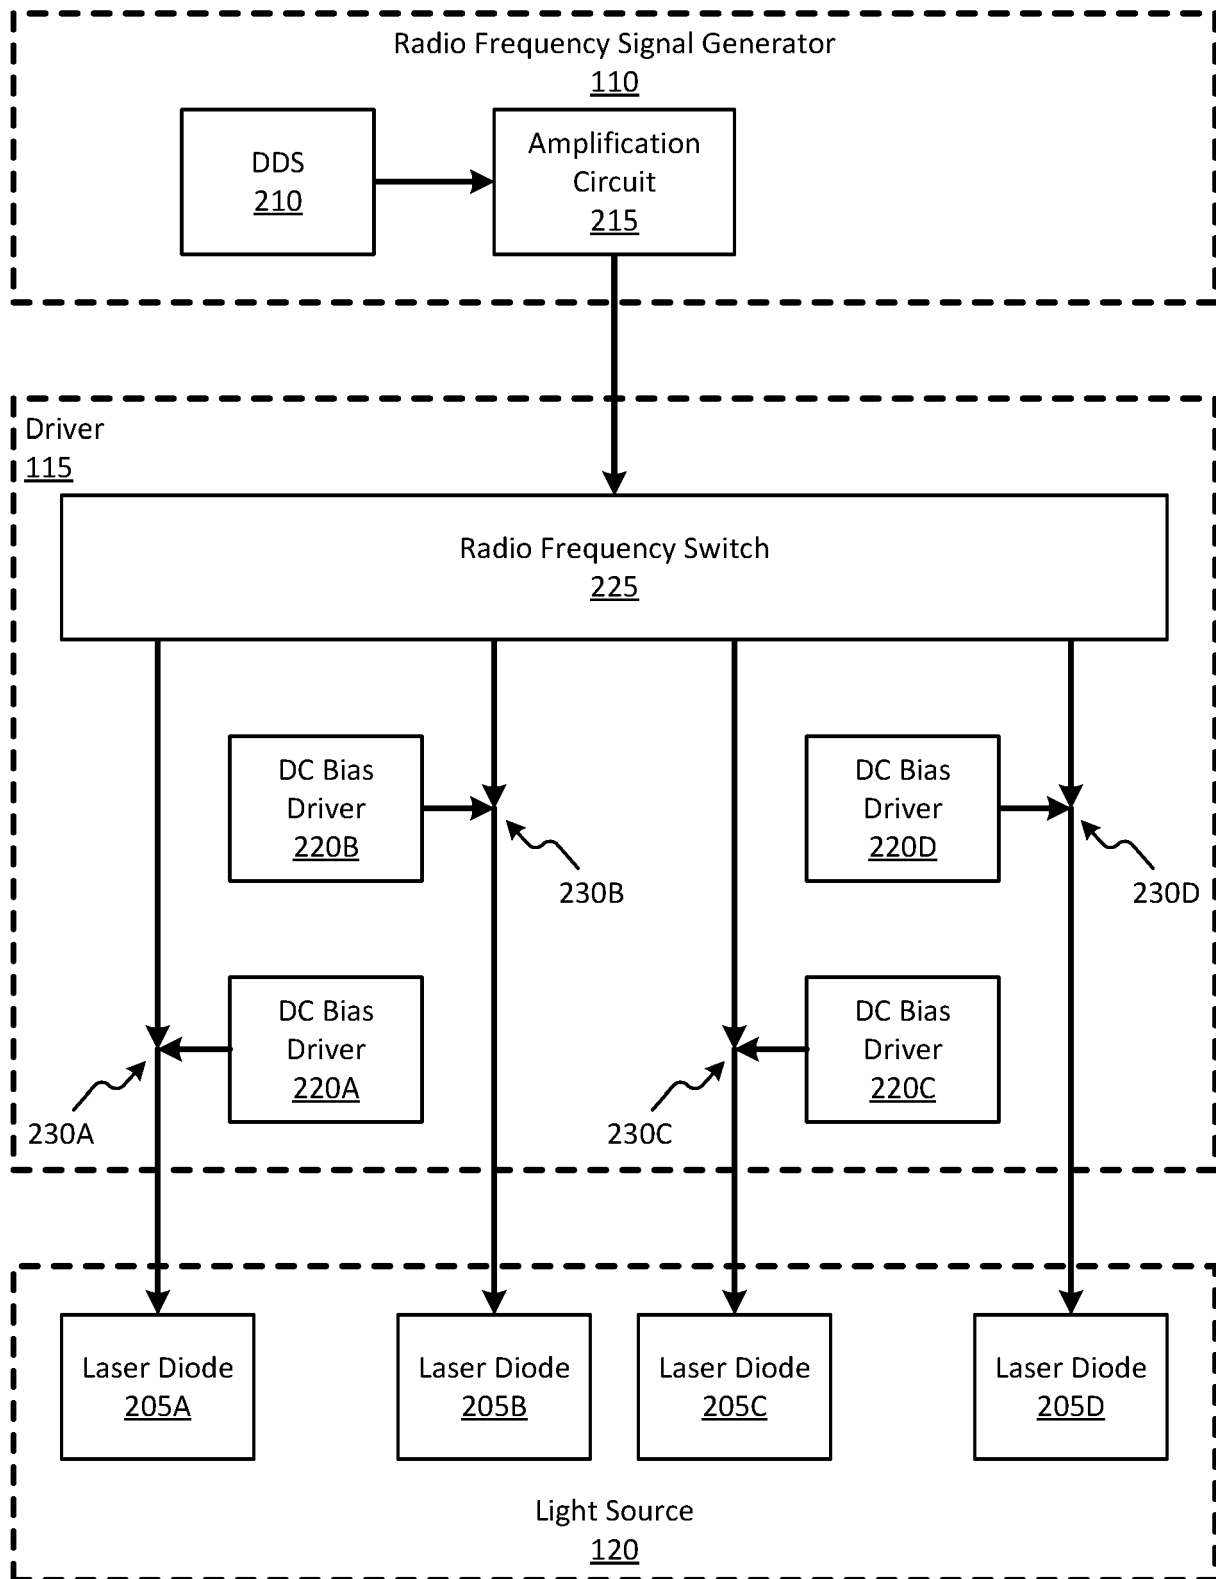 Radio Frequency Signal Generator
110
DDS
210
Amplification
Circuit
215
Driver
115
Radio Frequency Switch
225
DC Bias
Driver
220B
230B
DC Bias
Driver
220D
230D
DC Bias
Driver
220A
230A
DC Bias
Driver
220C
230C
Laser Diode
205A
Laser Diode
205B
Laser Diode
205C
Laser Diode
205D
Light Source
120